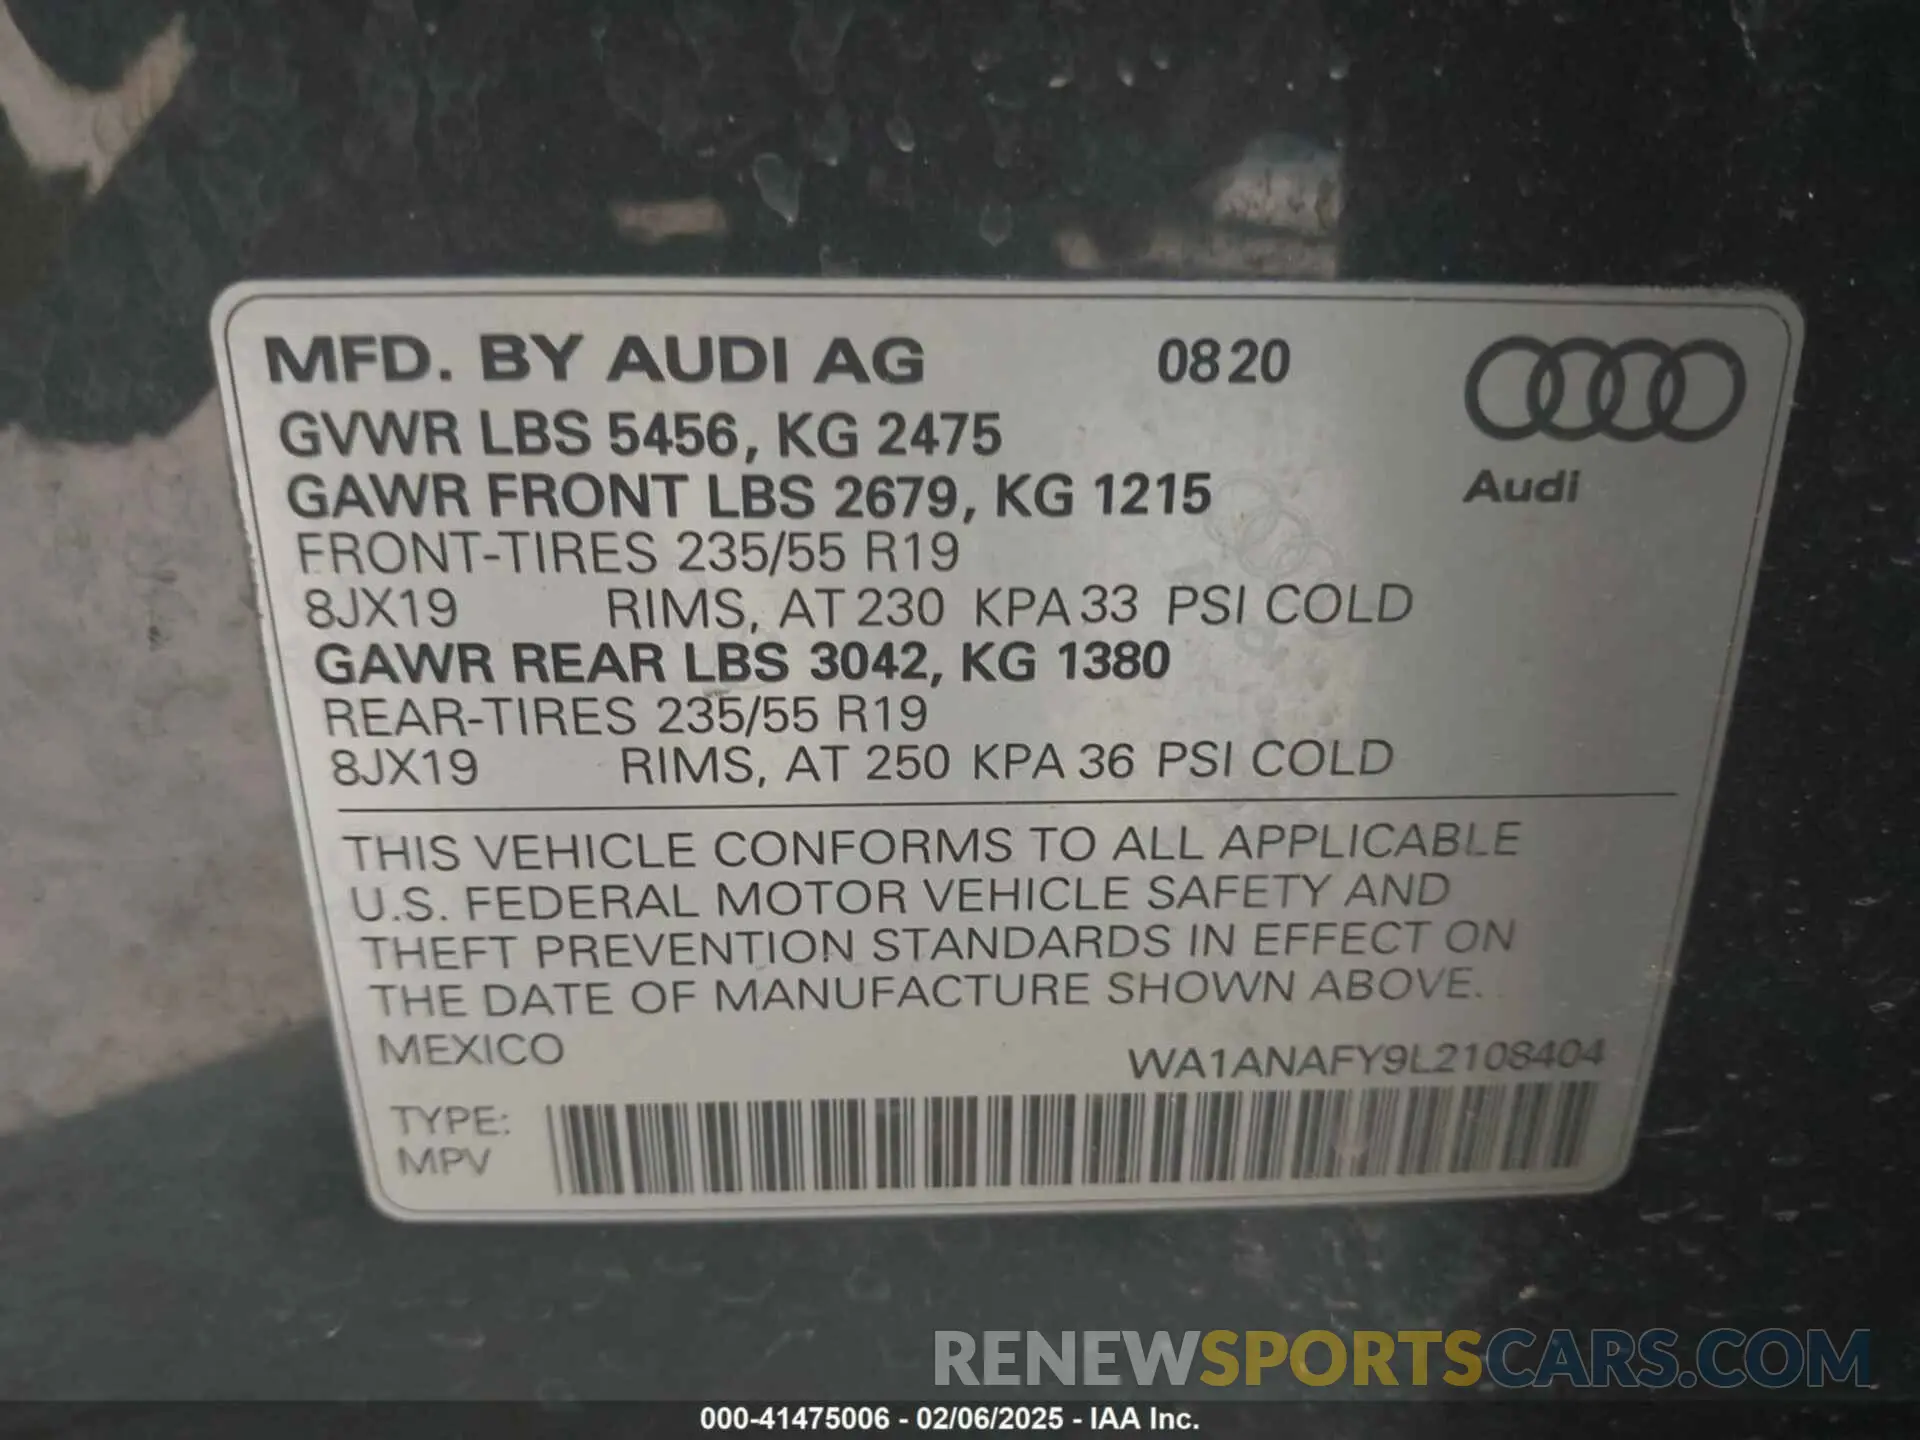 MFD. BY AUDI AG 0820
GVWR LBS 5456, KG 2475
GAWR FRONT LBS 2679, KG 1215
Audi
FRONT-TIRES 235/55 R19
8JX19 RIMS, AT 230 KPA 33 PSI COLD
GAWR REAR LBS 3042, KG 1380
REAR-TIRES 235/55 R19
8JX19 RIMS, AT 250 KPA 36 PSI COLD
THIS VEHICLE CONFORMS TO ALL APPLICABLE
U.S. FEDERAL MOTOR VEHICLE SAFETY AND
THEFT PREVENTION STANDARDS IN EFFECT ON
THE DATE OF MANUFACTURE SHOWN ABOVE.
MEXICO WA1ANAFY9L2108404
TYPE:
MPV
RENEWSPORTSCARS.COM
000-41475006 - 02/06/2025 - IAA Inc.